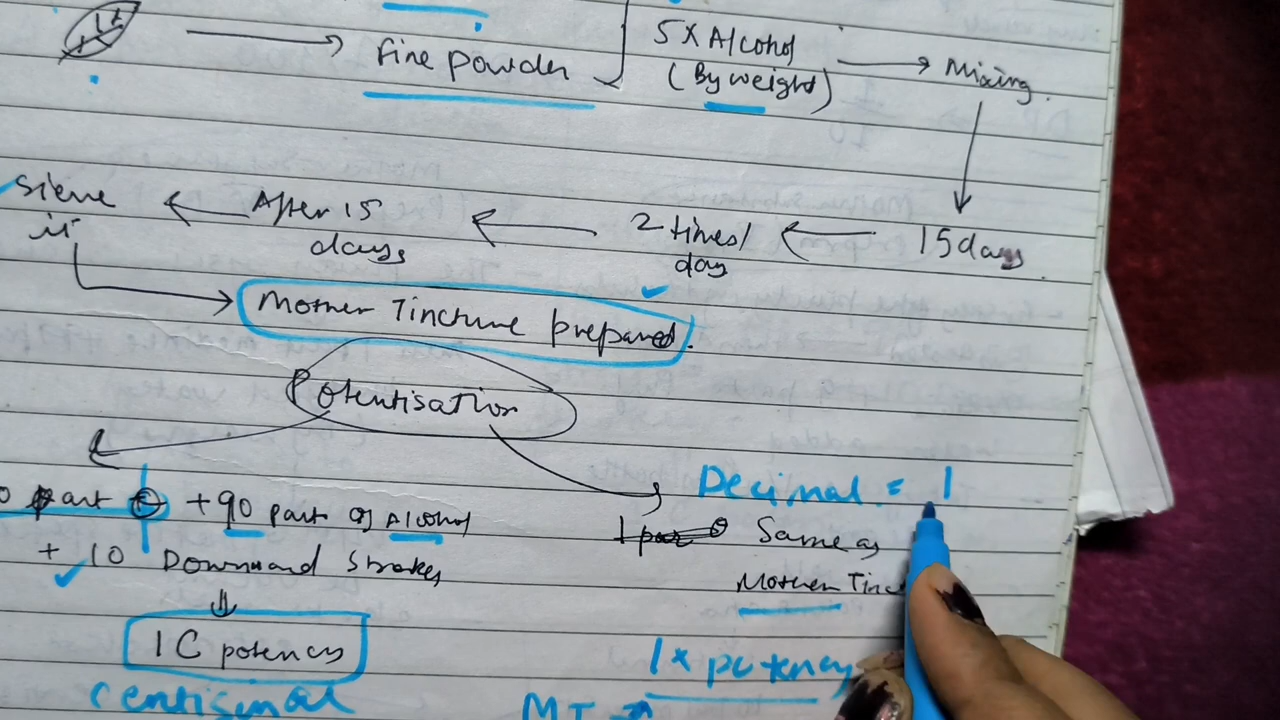 Fine powder
5 X Alcohol
(By weight)
Mixing
15 days
2 times/
day
After 15
days
Sieve
it
Mother Tincture prepared.
Potentisation
Decimal = 1
part + 90 part of Alcohol
+ 10 Downward Strokes
1 C potency
Centisimal
Same as
Mother Tinc
1x potency
MT →